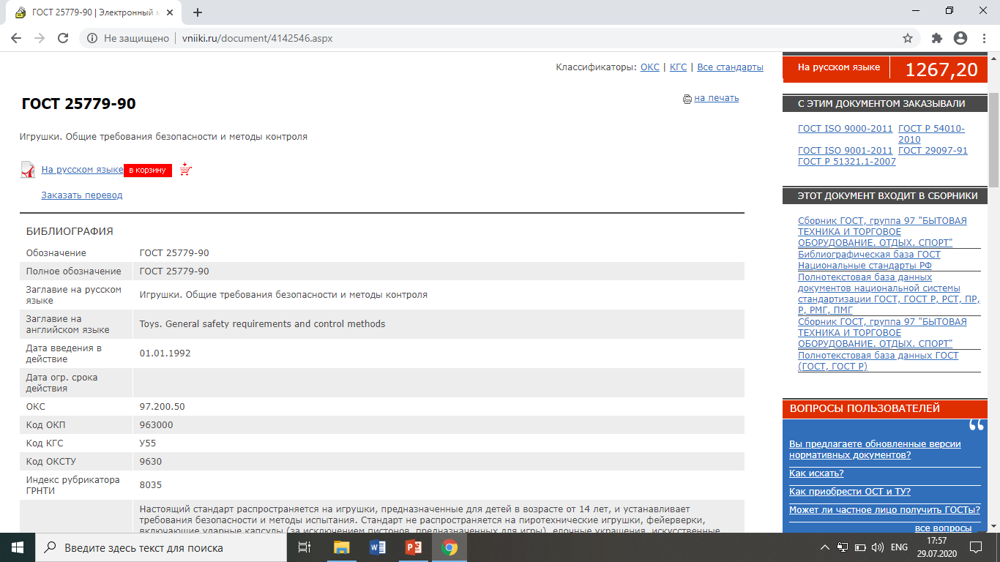 ГОСТ 25779-90 | Электронный
Не защищено | vniiki.ru/document/4142546.aspx
Классификаторы: ОКС | КГС | Все стандарты
ГОСТ 25779-90
на печать
Игрушки. Общие требования безопасности и методы контроля
На русском языке в корзину
Заказать перевод
БИБЛИОГРАФИЯ
Обозначение ГОСТ 25779-90
Полное обозначение ГОСТ 25779-90
Заглавие на русском
языке
Игрушки. Общие требования безопасности и методы контроля
Заглавие на
английском языке
Toys. General safety requirements and control methods
Дата введения в
действие
01.01.1992
Дата огр. срока
действия
ОКС 97.200.50
Код ОКП 963000
Код КГС У55
Код ОКСТУ 9630
Индекс рубрикатора
ГРНТИ
8035
Настоящий стандарт распространяется на игрушки, предназначенные для детей в возрасте от 14 лет, и устанавливает
требования безопасности и методы испытания. Стандарт не распространяется на пиротехнические игрушки, фейерверки,
включающие ударные капсулы (за исключением пистонов, предназначенных для игры), елочные украшения, искусственные
На русском языке 1267,20
С ЭТИМ ДОКУМЕНТОМ ЗАКАЗЫВАЛИ
ГОСТ ISO 9000-2011 ГОСТ Р 54010-
2010
ГОСТ ISO 9001-2011 ГОСТ 29097-91
ГОСТ Р 51321.1-2007
ЭТОТ ДОКУМЕНТ ВХОДИТ В СБОРНИКИ
Сборник ГОСТ, группа 97 "БЫТОВАЯ
ТЕХНИКА И ТОРГОВОЕ
ОБОРУДОВАНИЕ. ОТДЫХ. СПОРТ"
Библиографическая база ГОСТ
Национальные стандарты РФ
Полнотекстовая база данных
документов национальной системы
стандартизации ГОСТ, ГОСТ Р, РСТ, ПР,
Р, РМГ, ПМГ
Сборник ГОСТ, группа 97 "БЫТОВАЯ
ТЕХНИКА И ТОРГОВОЕ
ОБОРУДОВАНИЕ. ОТДЫХ. СПОРТ"
Полнотекстовая база данных ГОСТ
(ГОСТ, ГОСТ Р)
ВОПРОСЫ ПОЛЬЗОВАТЕЛЕЙ
Вы предлагаете обновленные версии
нормативных документов?
Как искать?
Как приобрести ОСТ и ТУ?
Может ли частное лицо получить ГОСТы?
все вопросы
Введите здесь текст для поиска
ENG
17:57
29.07.2020